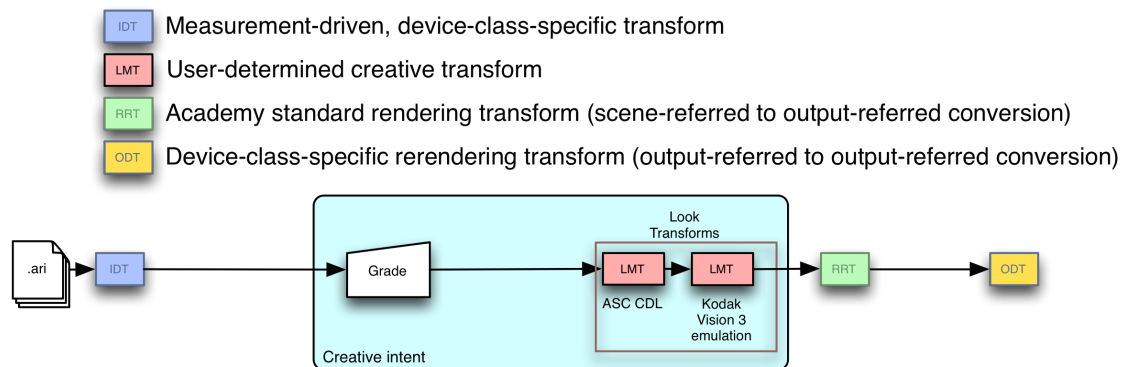 IDT Measurement-driven, device-class-specific transform
LMT User-determined creative transform
RRT Academy standard rendering transform (scene-referred to output-referred conversion)
ODT Device-class-specific rerendering transform (output-referred to output-referred conversion)
Look
Transforms
.ari
IDT
Grade
LMT
LMT
RRT
ODT
ASC CDL
Kodak
Vision 3
emulation
Creative intent